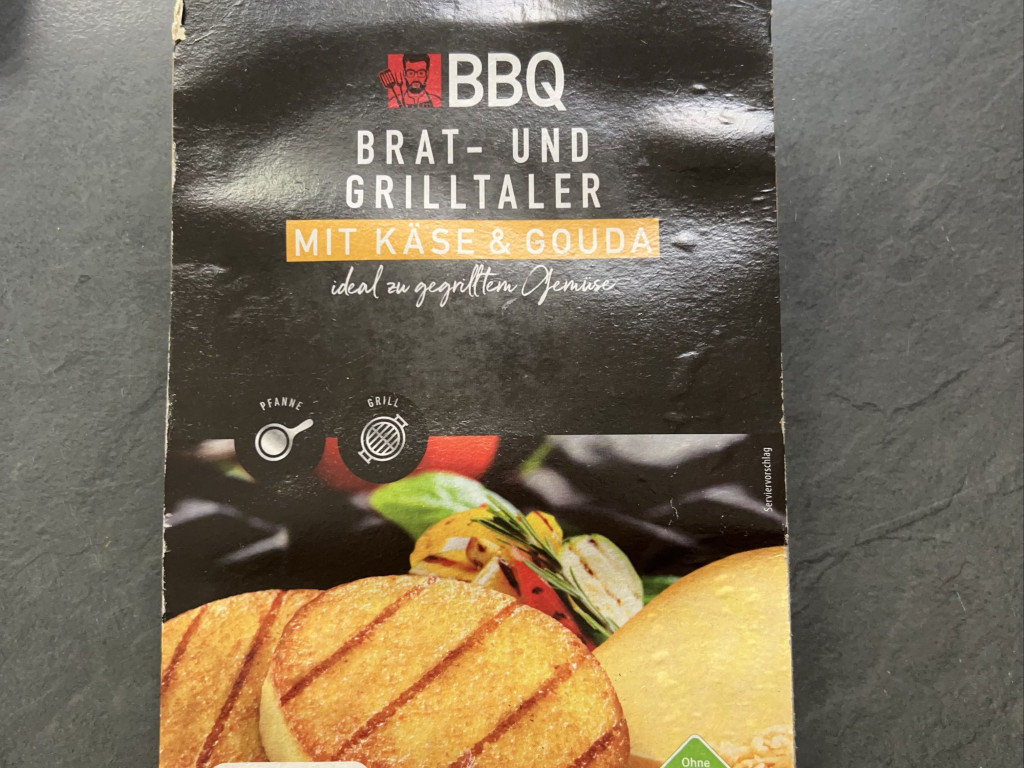 BBQ
BRAT- UND
GRILLTALER
MIT KÄSE & GOUDA
ideal zu gegrilltem Gemüse
PFANNE
GRILL
Serviervorschlag
Ohne